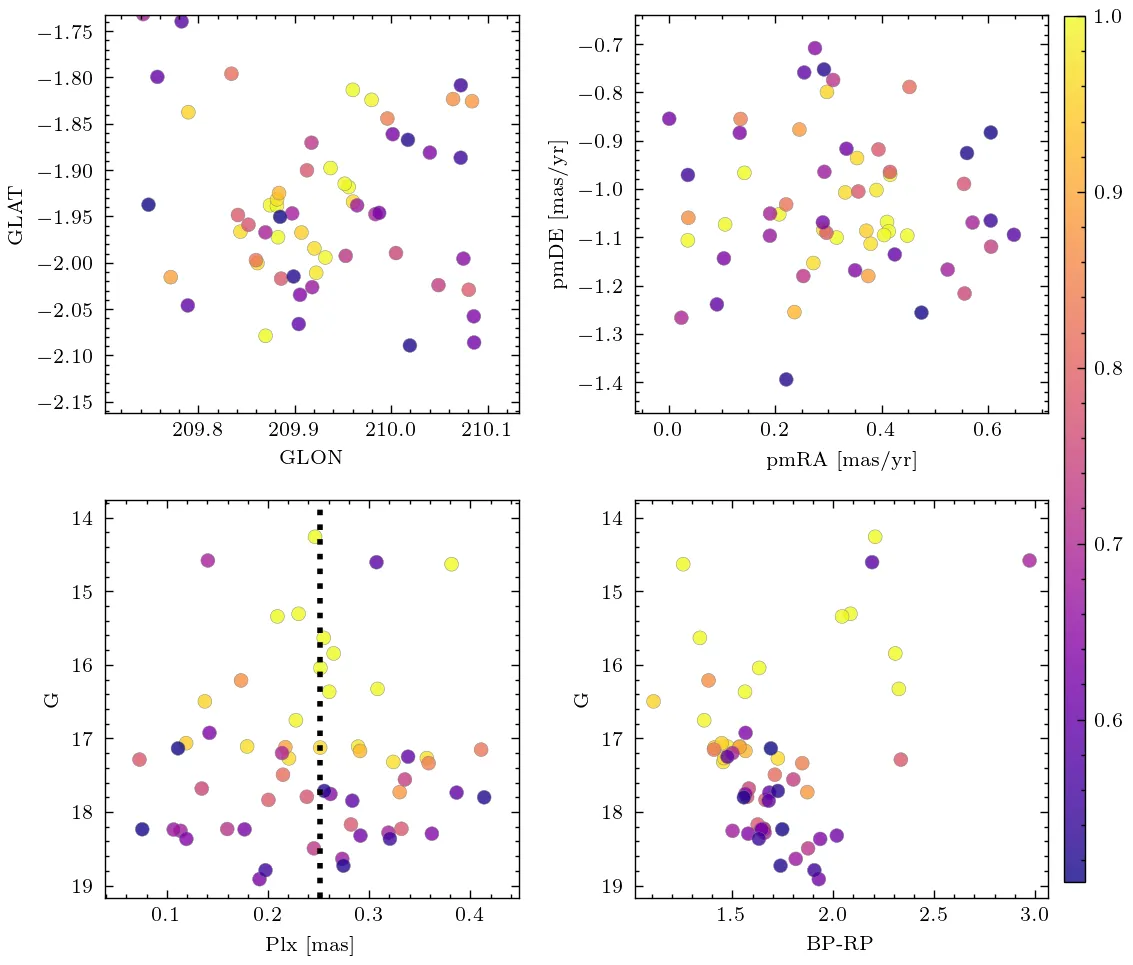 −1.75
−1.80
−1.85
−1.90
−1.95
−2.00
−2.05
−2.10
−2.15
GLAT
209.8 209.9 210.0 210.1
GLON
−0.7
−0.8
−0.9
−1.0
−1.1
−1.2
−1.3
−1.4
pmDE [mas/yr]
0.0 0.2 0.4 0.6
pmRA [mas/yr]
1.0
0.9
0.8
0.7
0.6
14
15
16
17
18
19
G
0.1 0.2 0.3 0.4
Plx [mas]
14
15
16
17
18
19
G
1.5 2.0 2.5 3.0
BP-RP